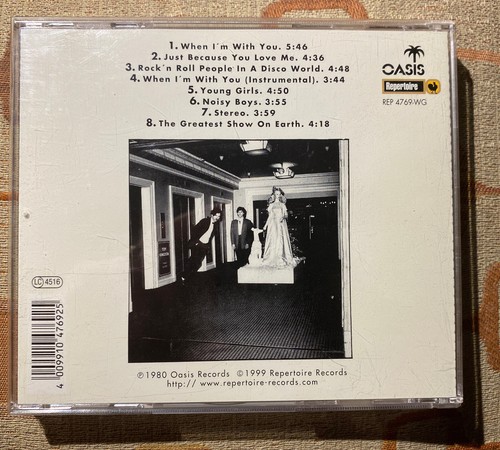 1. When I´m With You. 5:46
2. Just Because You Love Me. 4:36
3. Rock´n Roll People In A Disco World. 4:48
4. When I´m With You (Instrumental). 3:44
5. Young Girls. 4:50
6. Noisy Boys. 3:55
7. Stereo. 3:59
8. The Greatest Show On Earth. 4:18
OASIS
Repertoire
REP 4769-WG
LC 4516
4 009910 476925
℗1980 Oasis Records ©1999 Repertoire Records
http:// www.repertoire-records.com